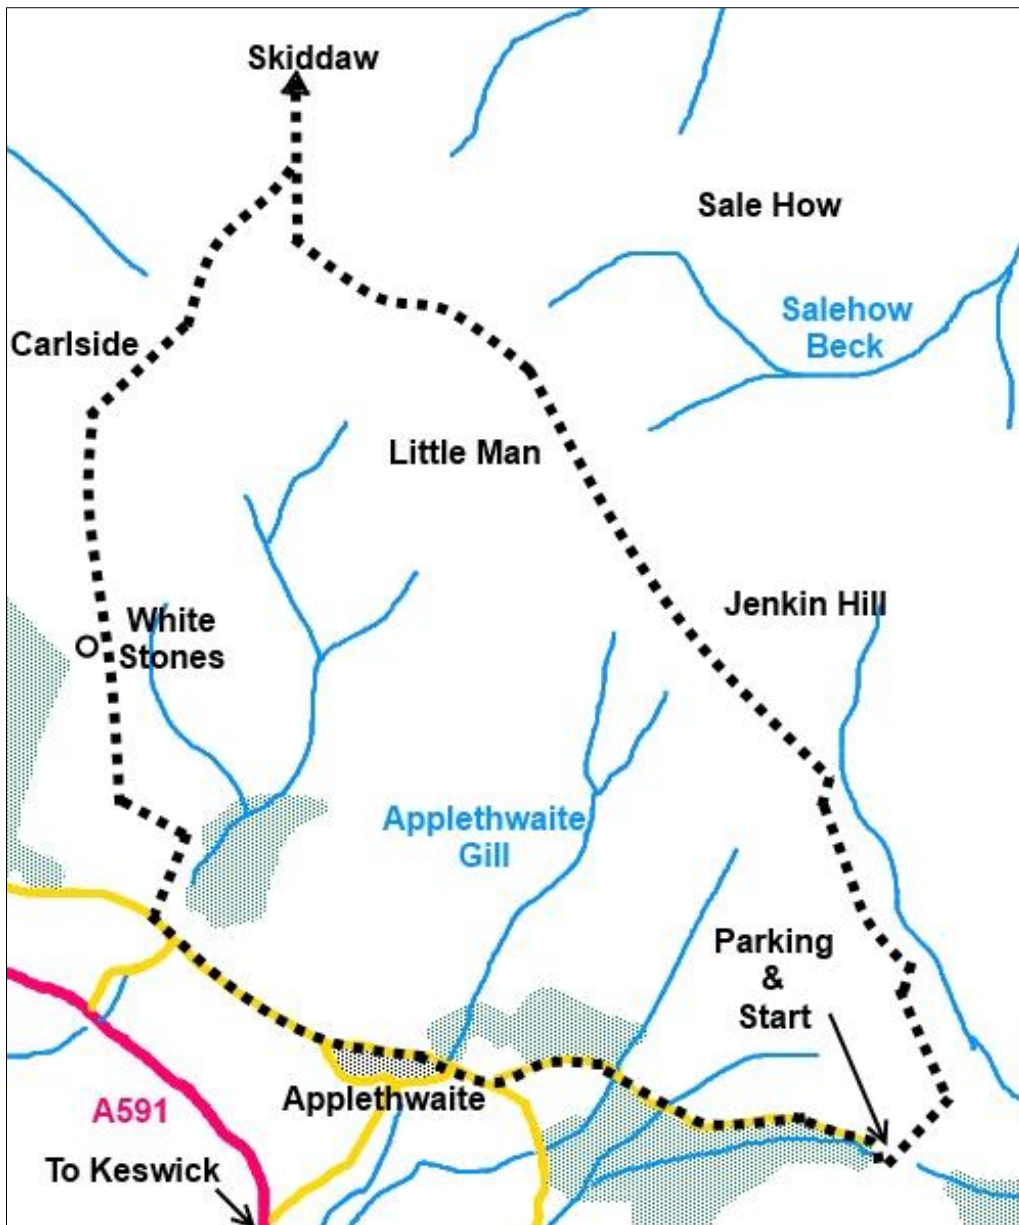 Skiddaw
Sale How
Salehow
Beck
Carlside
Little Man
Jenkin Hill
White
Stones
Applethwaite
Gill
Parking
&
Start
Applethwaite
A591
To Keswick